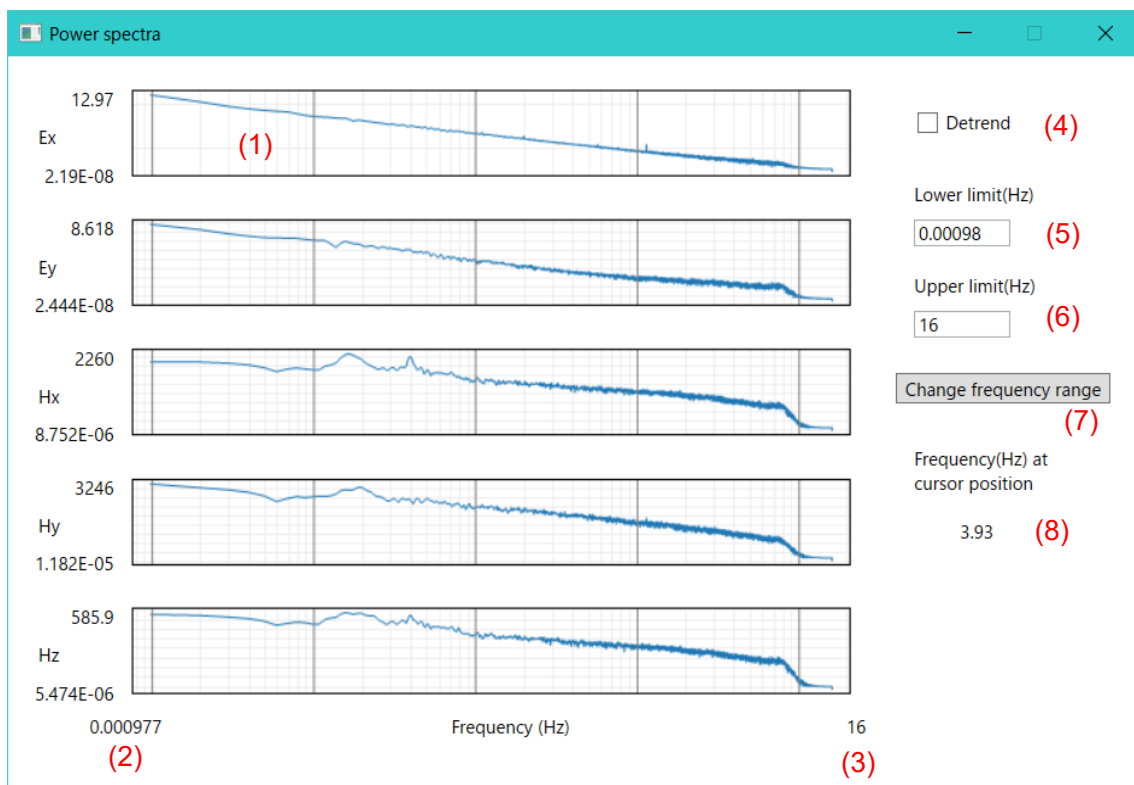 Power spectra
12.97
Ex
(1)
2.19E-08
8.618
Ey
2.444E-08
2260
Hx
8.752E-06
3246
Hy
1.182E-05
585.9
Hz
5.474E-06
0.000977
Frequency (Hz)
16
(2)
(3)
Detrend
(4)
Lower limit(Hz)
0.00098
(5)
Upper limit(Hz)
16
(6)
Change frequency range
(7)
Frequency(Hz) at
cursor position
3.93
(8)